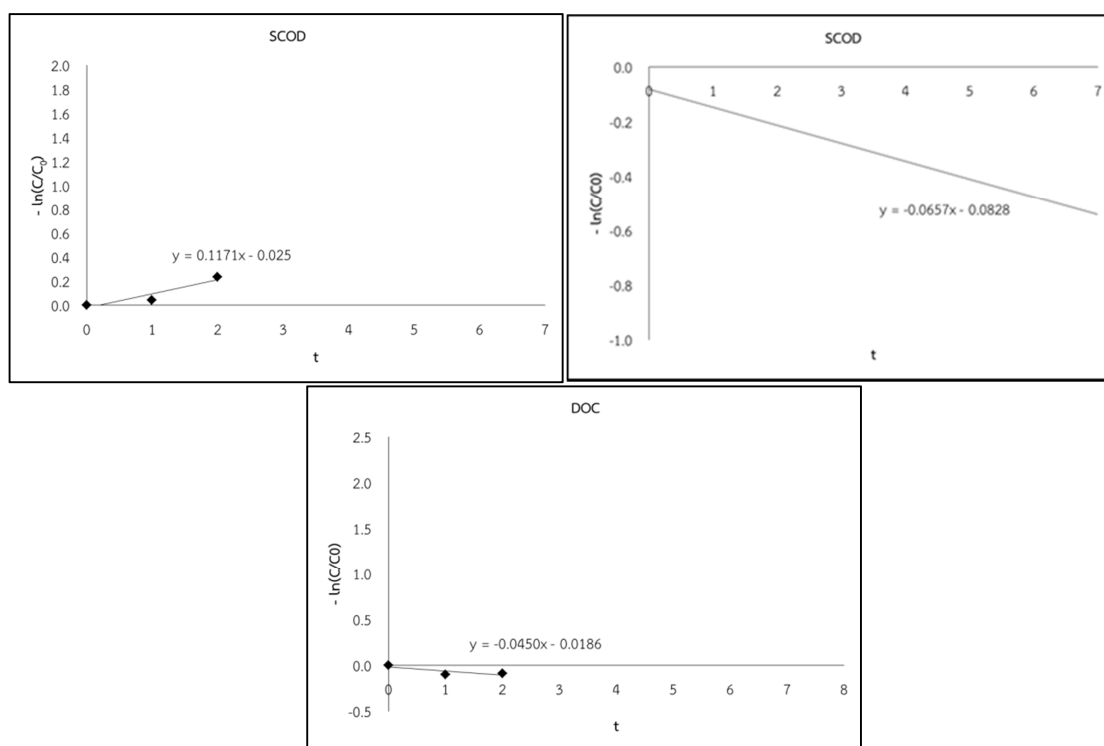 SCOD
2.0
1.8
1.6
1.4
1.2
1.0
0.8
0.6
0.4
0.2
0.0
- ln(C/C₀)
y = 0.1171x - 0.025
0 1 2 3 4 5 6 7
t
SCOD
0.0
-0.2
-0.4
-0.6
-0.8
-1.0
- ln(C/C0)
0 1 2 3 4 5 6 7
y = -0.0657x - 0.0828
t
DOC
2.5
2.0
1.5
1.0
0.5
0.0
-0.5
- ln(C/C0)
y = -0.0450x - 0.0186
0 1 2 3 4 5 6 7 8
t